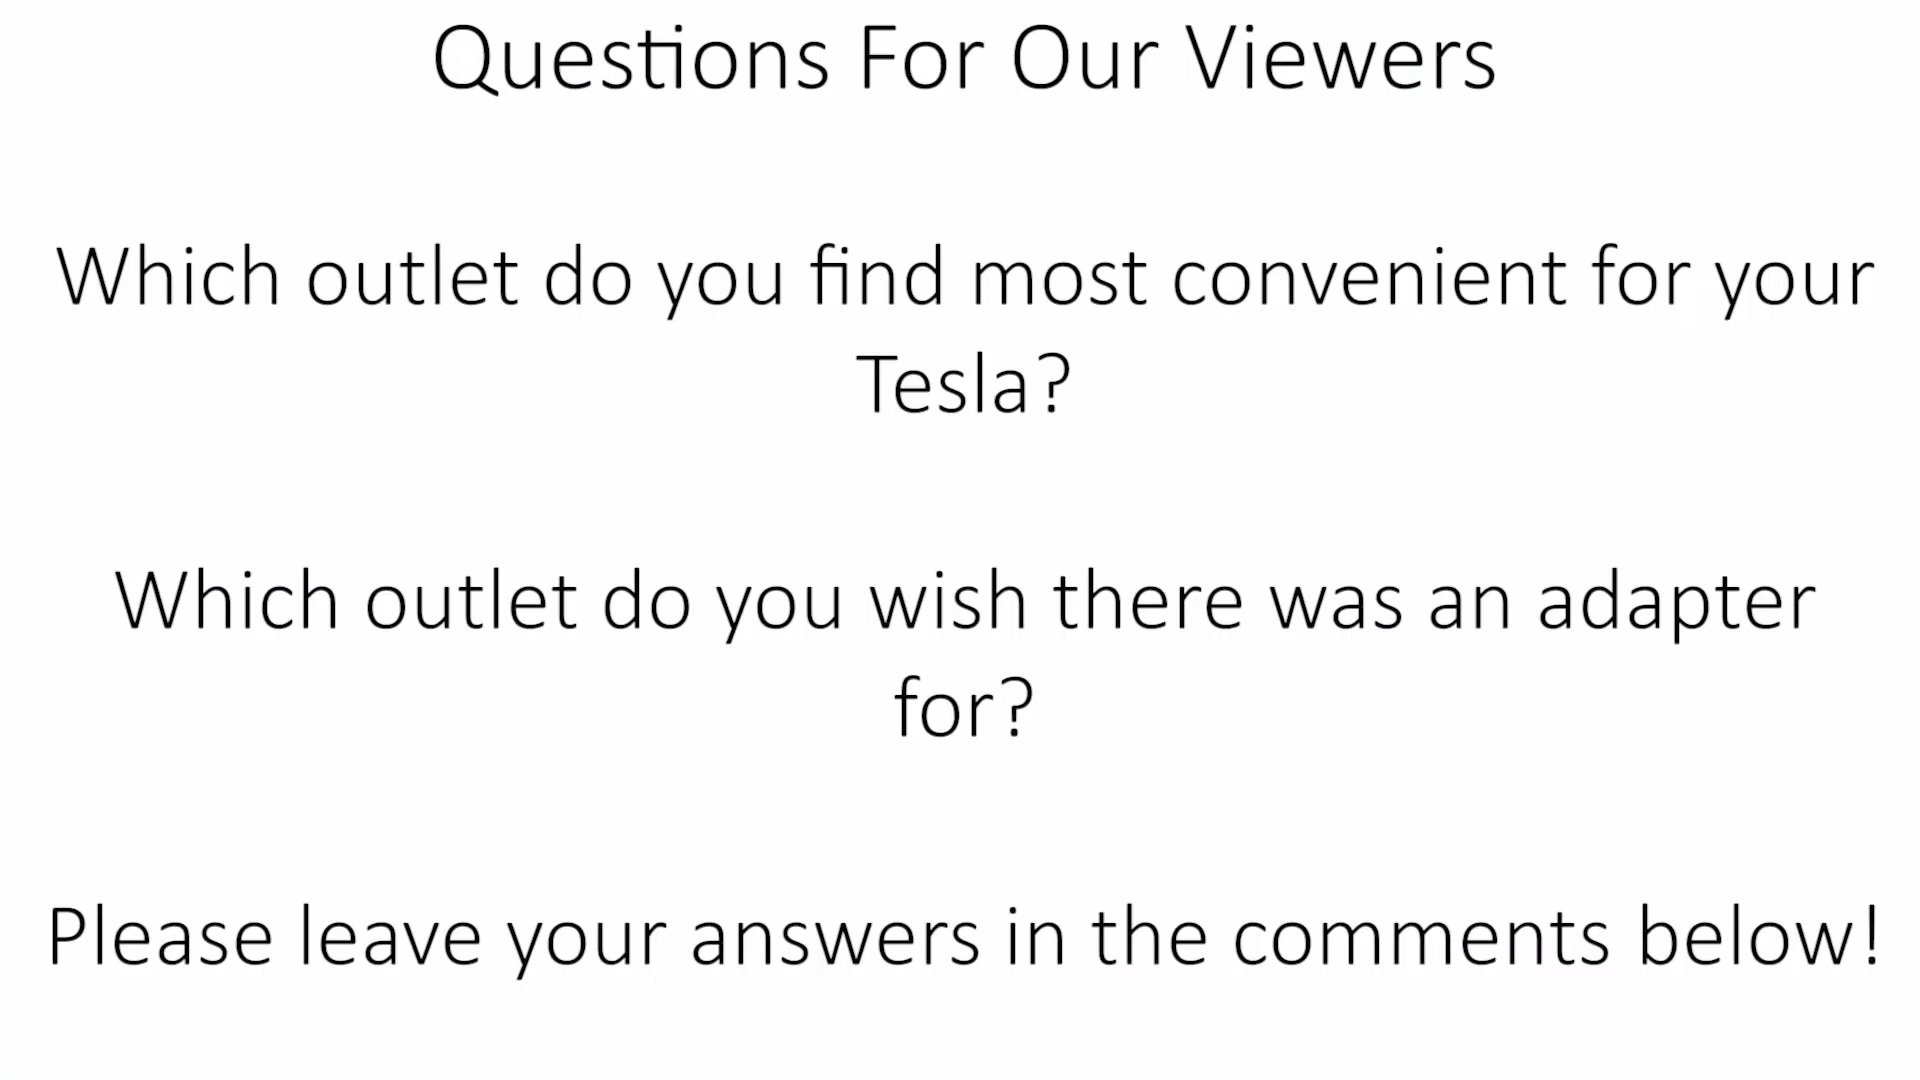 Questions For Our Viewers
Which outlet do you find most convenient for your
Tesla?
Which outlet do you wish there was an adapter
for?
Please leave your answers in the comments below!